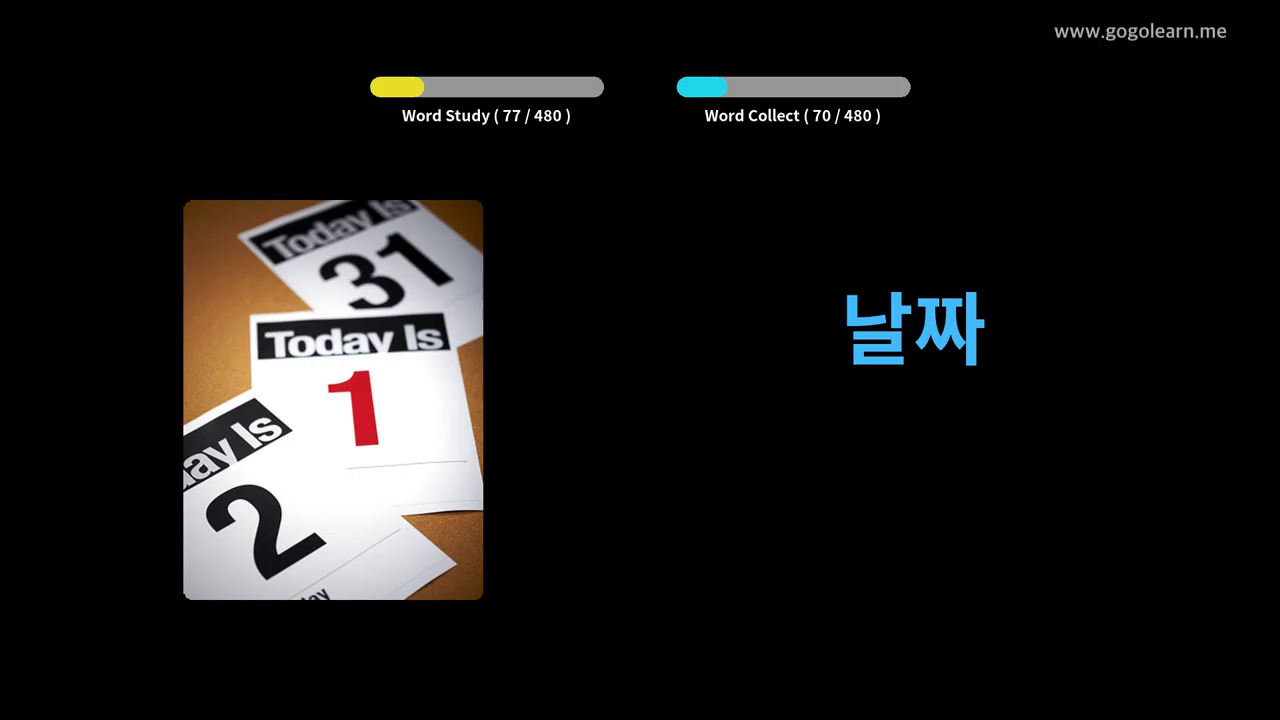 www.gogolearn.me
Word Study ( 77 / 480 )
Word Collect ( 70 / 480 )
Today Is
31
Today Is
1
ay Is
2
날짜